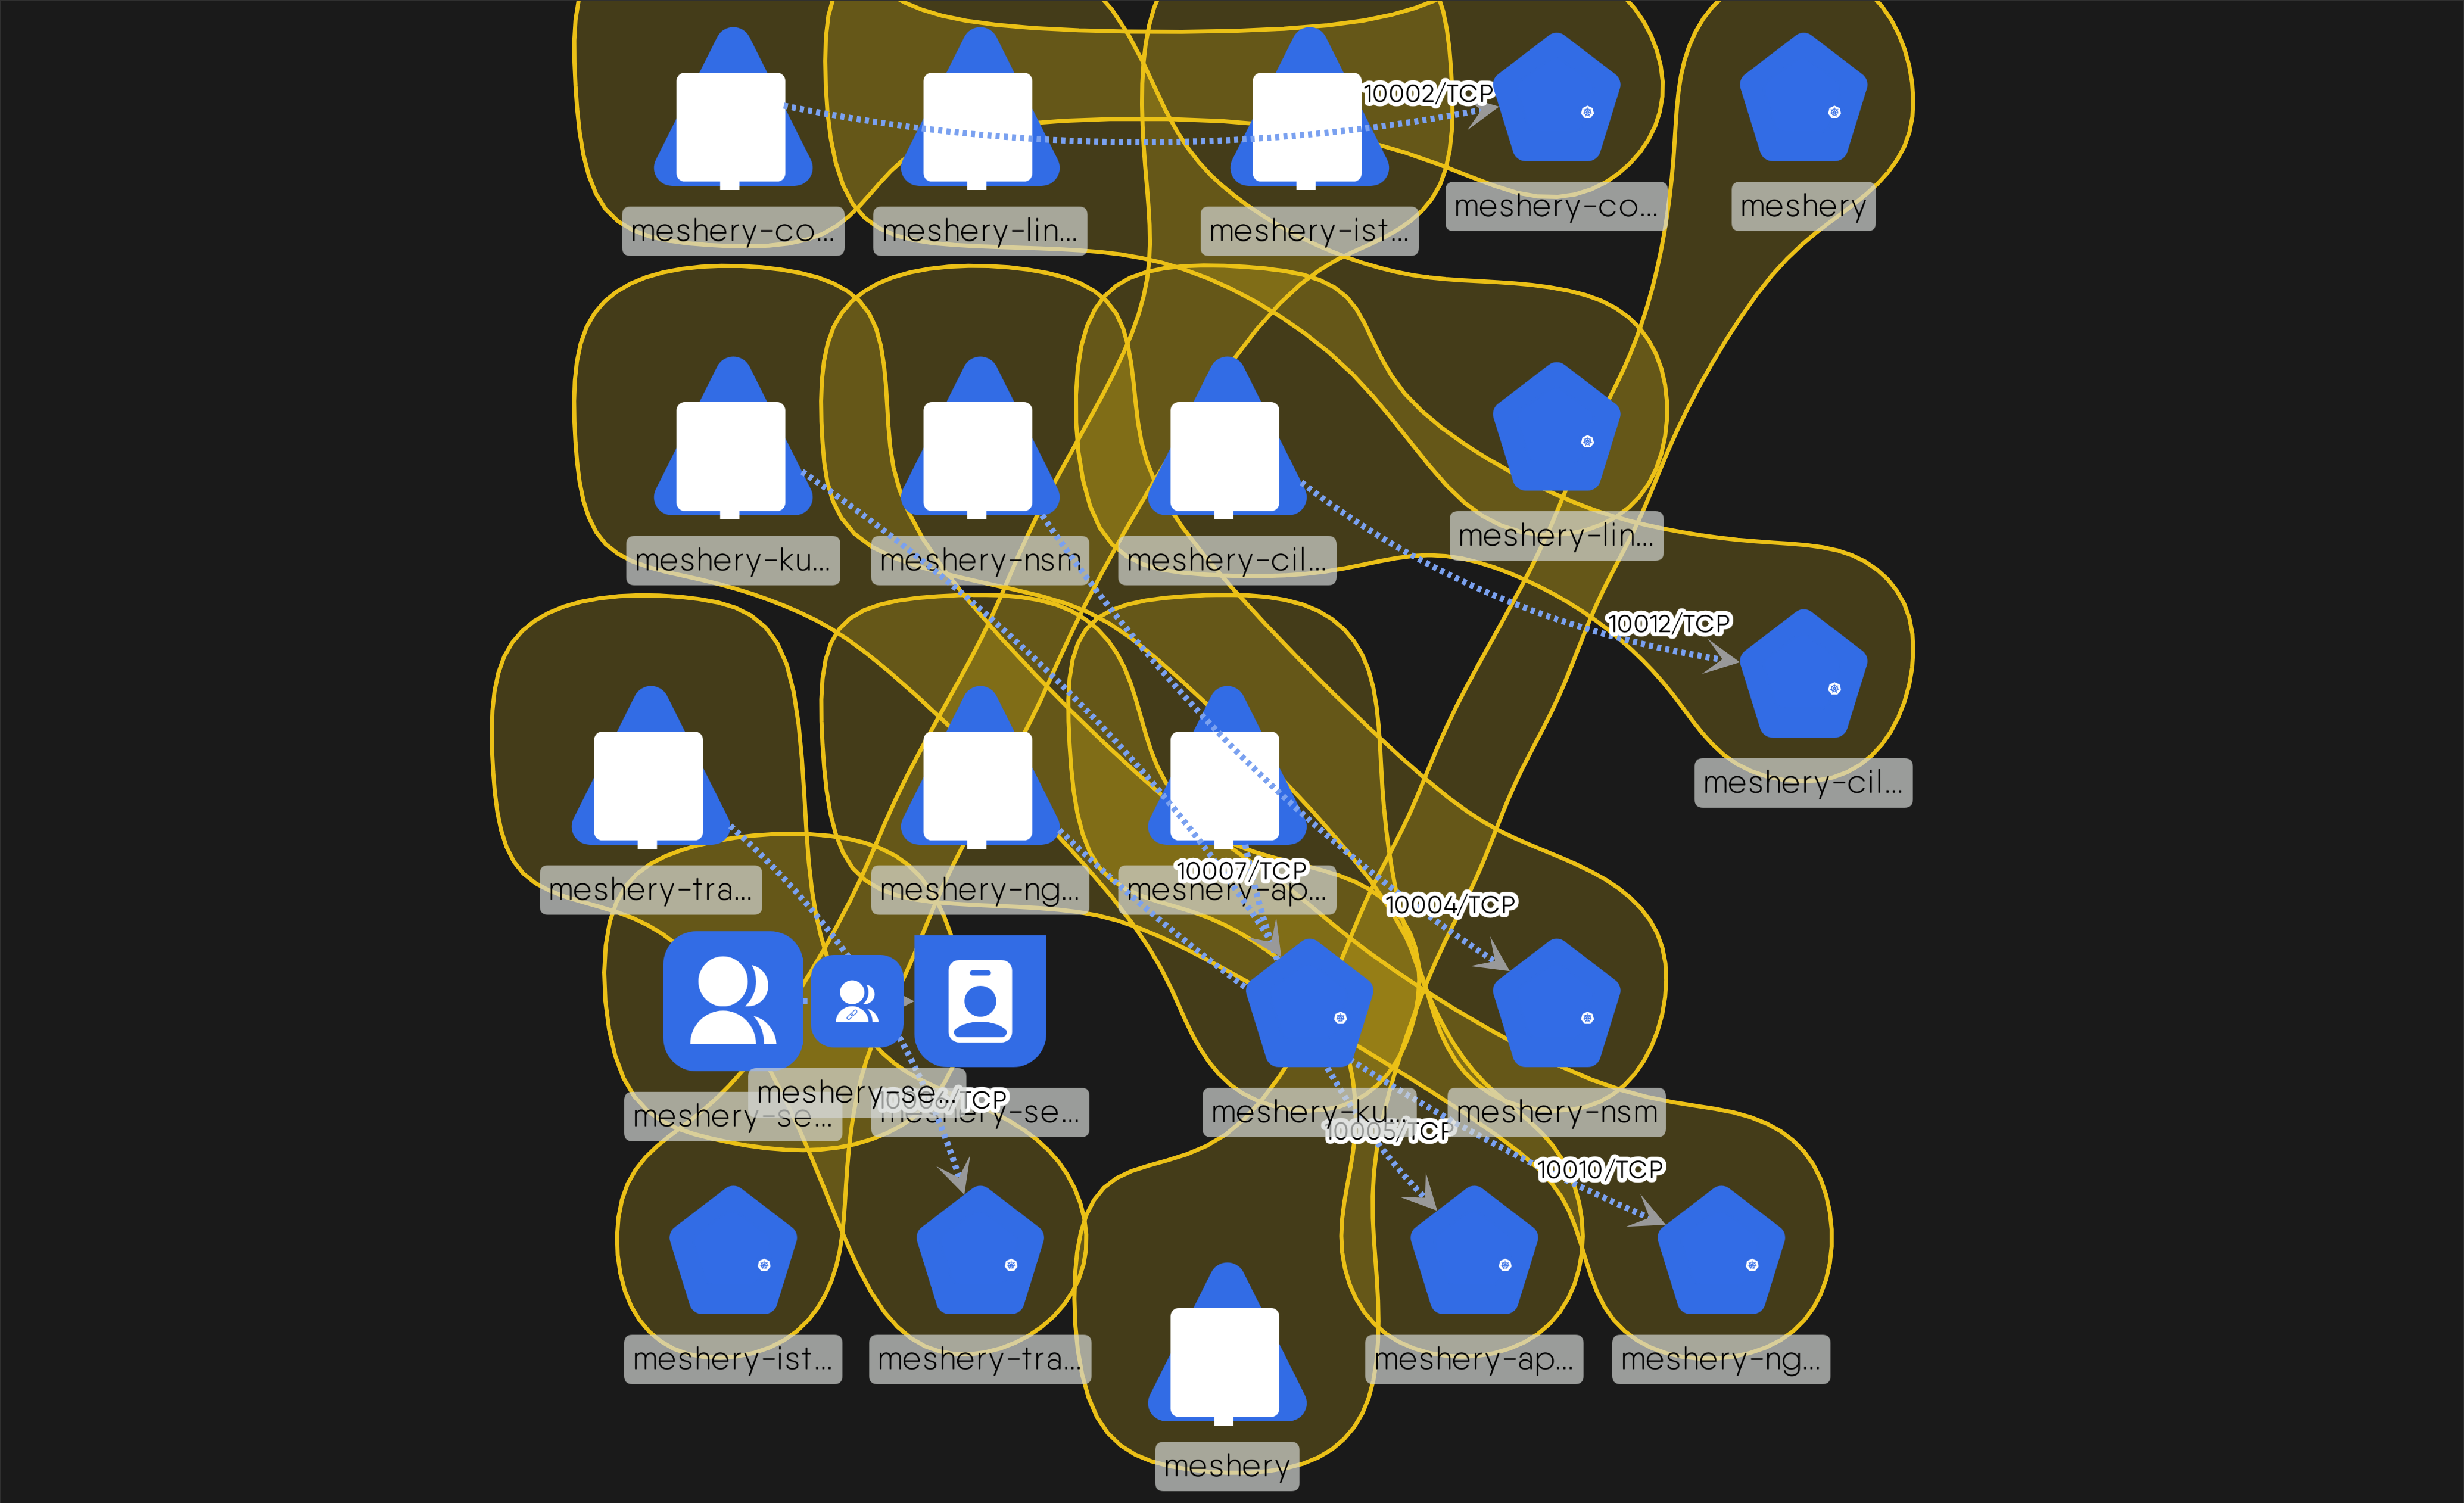 10002/TCP
meshery-co...
meshery-lin...
meshery-ist...
meshery-co...
meshery
meshery-ku...
meshery-nsm
meshery-cil...
meshery-lin...
10012/TCP
meshery-cil...
meshery-tra...
meshery-ng...
10007/TCP
meshery-ap...
10004/TCP
meshery-se...
meshery-se...
/TCP
meshery-se...
meshery-ku...
meshery-nsm
10005/TCP
10010/TCP
meshery-ist...
meshery-tra...
meshery-ap...
meshery-ng...
meshery